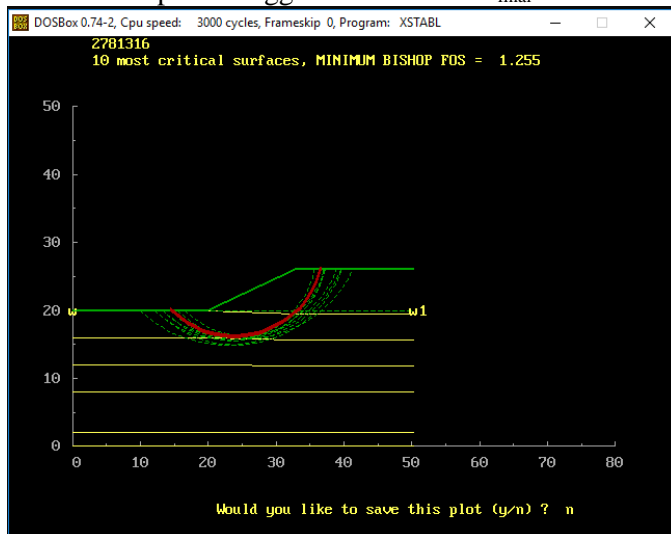 final
DOSBox 0.74-2, Cpu speed: 3000 cycles, Frameskip 0, Program: XSTABL
2781316
10 most critical surfaces, MINIMUM BISHOP FOS = 1.255
50
40
30
20
10
0
w
w1
0 10 20 30 40 50 60 70 80
Would you like to save this plot (y/n) ? n